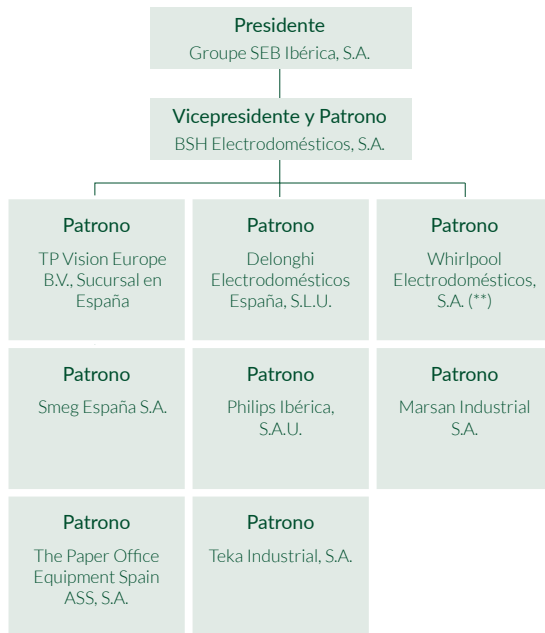 Presidente
Groupe SEB Ibérica, S.A.
Vicepresidente y Patrono
BSH Electrodomésticos, S.A.
Patrono
TP Vision Europe
B.V., Sucursal en
España
Patrono
Delonghi
Electrodomésticos
España, S.L.U.
Patrono
Whirlpool
Electrodomésticos,
S.A. (**)
Patrono
Smeg España S.A.
Patrono
Philips Ibérica,
S.A.U.
Patrono
Marsan Industrial
S.A.
Patrono
The Paper Office
Equipment Spain
ASS, S.A.
Patrono
Teka Industrial, S.A.